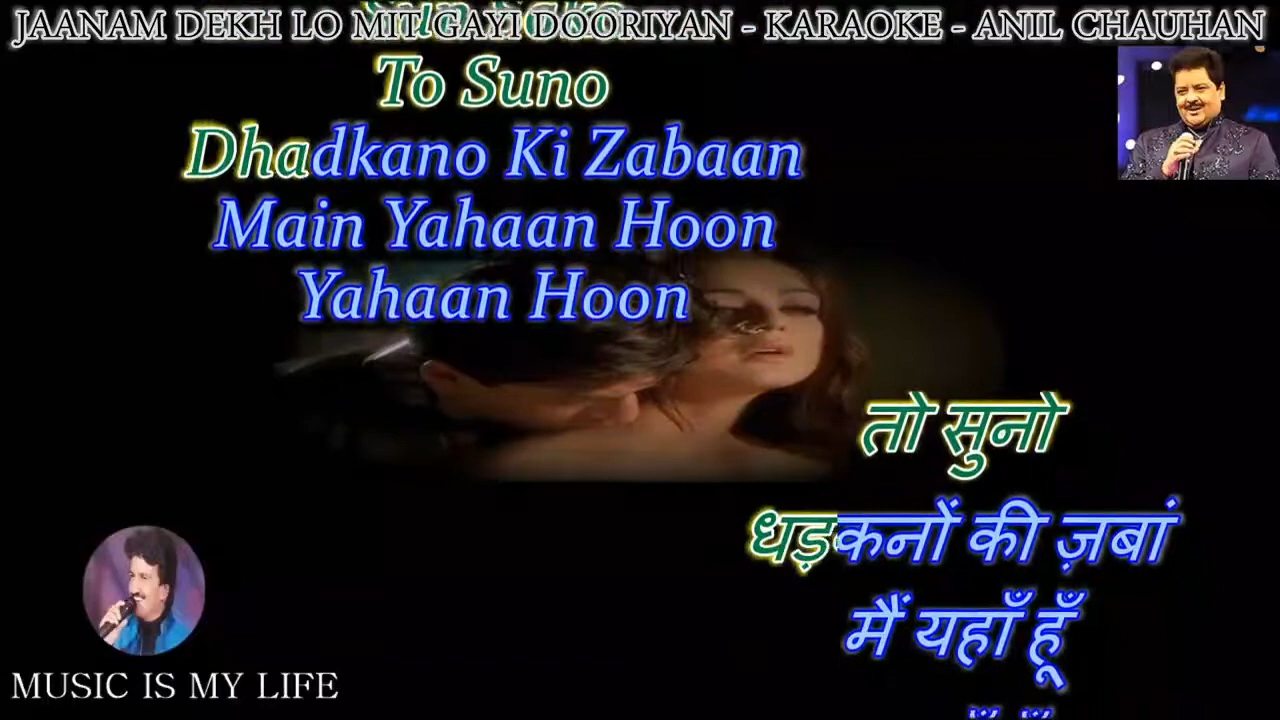 JAANAM DEKH LO MIT GAYI DOORIYAN - KARAOKE - ANIL CHAUHAN
To Suno
Dhadkano Ki Zabaan
Main Yahaan Hoon
Yahaan Hoon
तो सुनो
धड़कनों की ज़बां
मैं यहाँ हूँ
MUSIC IS MY LIFE